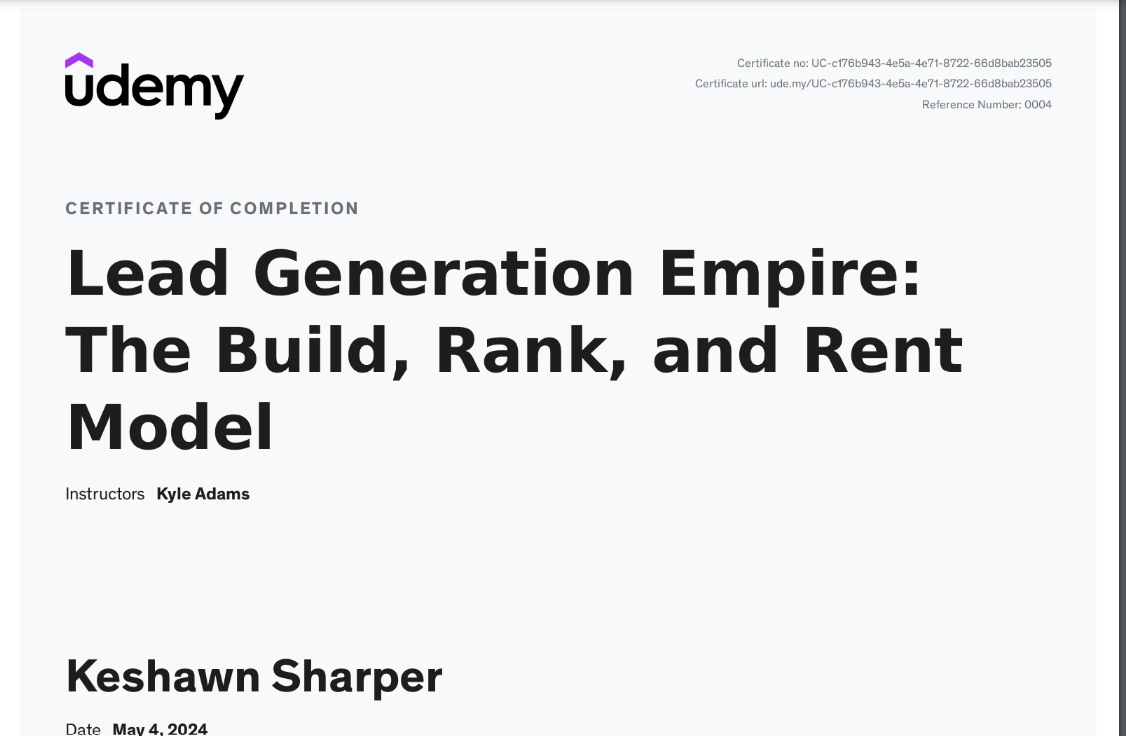 udemy
Certificate no: UC-c176b943-4e5a-4e71-8722-66d8bab23505
Certificate url: ude.my/UC-c176b943-4e5a-4e71-8722-66d8bab23505
Reference Number: 0004
CERTIFICATE OF COMPLETION
Lead Generation Empire:
The Build, Rank, and Rent
Model
Instructors Kyle Adams
Keshawn Sharper
Date May 4, 2024